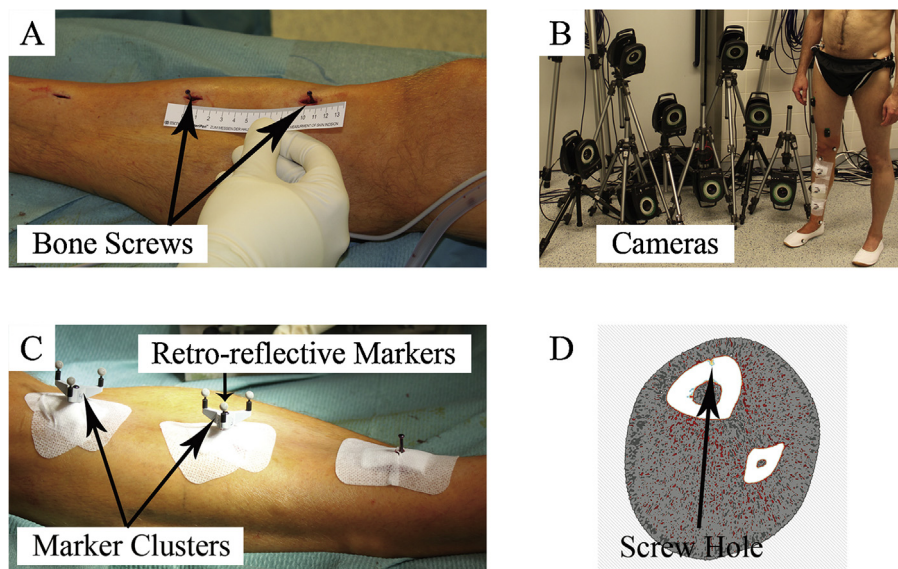 A
Bone Screws
B
Cameras
C
Retro-reflective Markers
Marker Clusters
D
Screw Hole